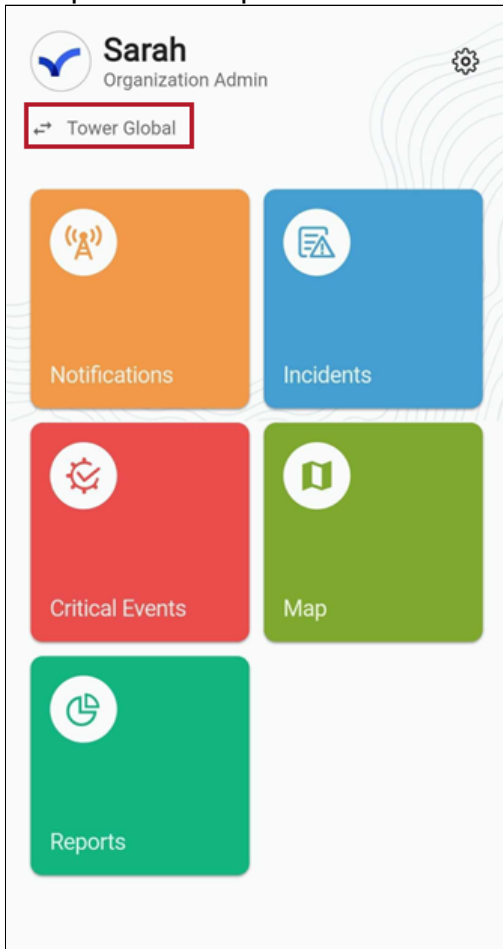 Sarah
Organization Admin
Tower Global
Notifications
Incidents
Critical Events
Map
Reports